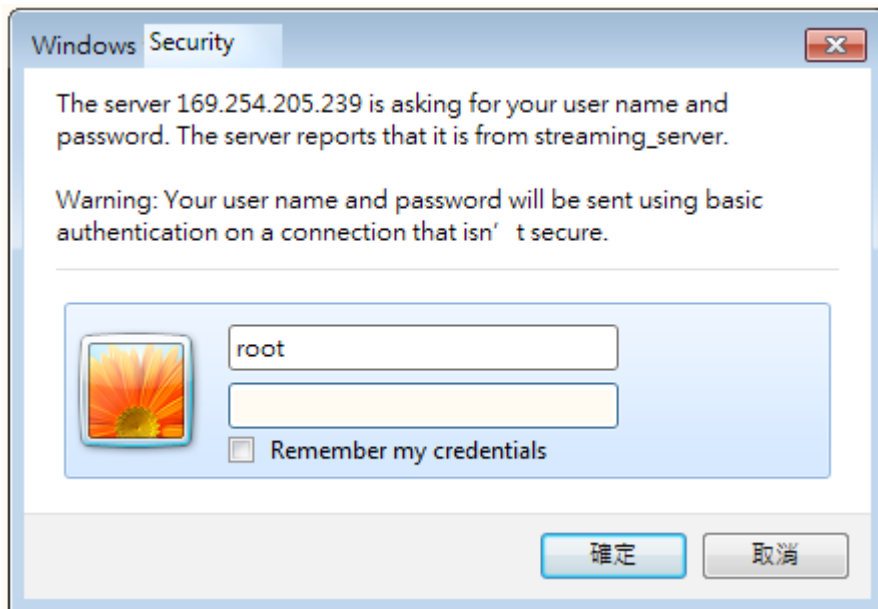 Windows Security
The server 169.254.205.239 is asking for your user name and
password. The server reports that it is from streaming_server.
Warning: Your user name and password will be sent using basic
authentication on a connection that isn’ t secure.
root
Remember my credentials
確定
取消